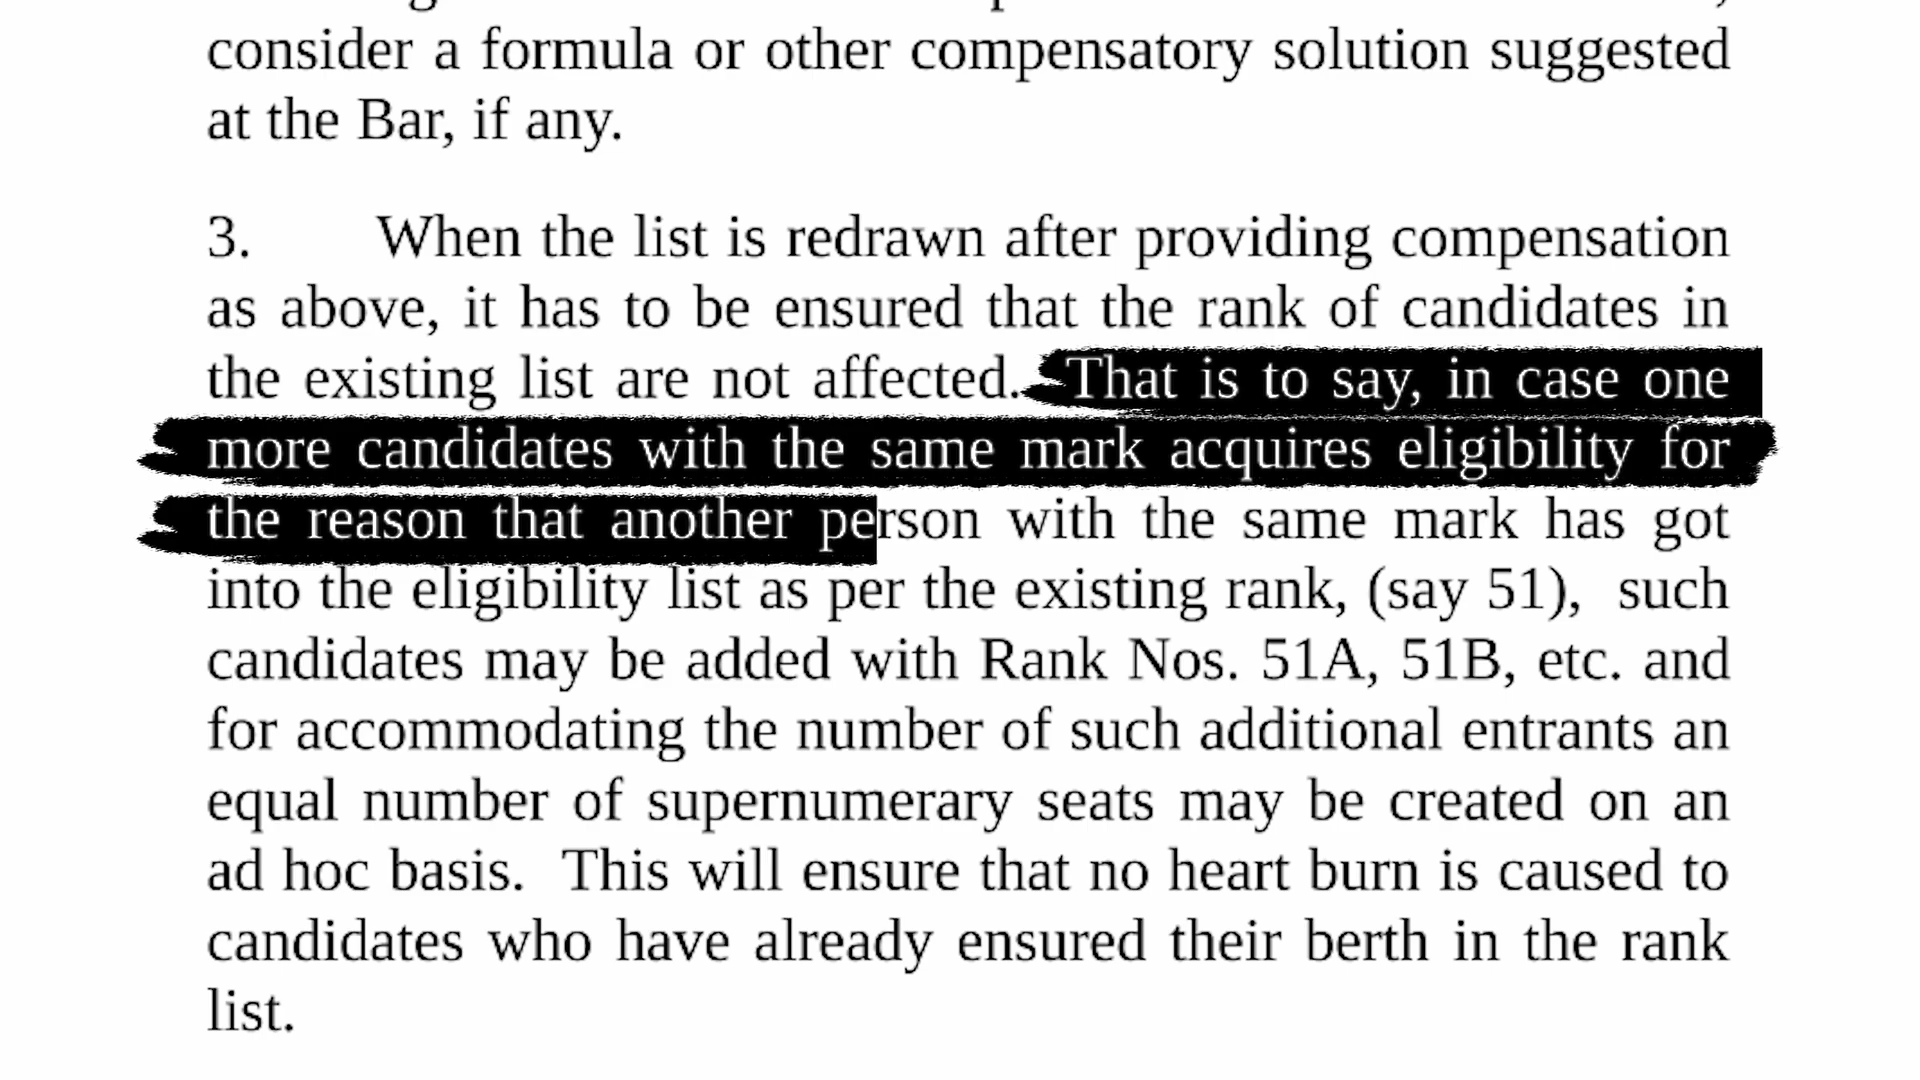 consider a formula or other compensatory solution suggested
at the Bar, if any.
3. When the list is redrawn after providing compensation
as above, it has to be ensured that the rank of candidates in
the existing list are not affected. That is to say, in case one
more candidates with the same mark acquires eligibility for
the reason that another person with the same mark has got
into the eligibility list as per the existing rank, (say 51), such
candidates may be added with Rank Nos. 51A, 51B, etc. and
for accommodating the number of such additional entrants an
equal number of supernumerary seats may be created on an
ad hoc basis. This will ensure that no heart burn is caused to
candidates who have already ensured their berth in the rank
list.